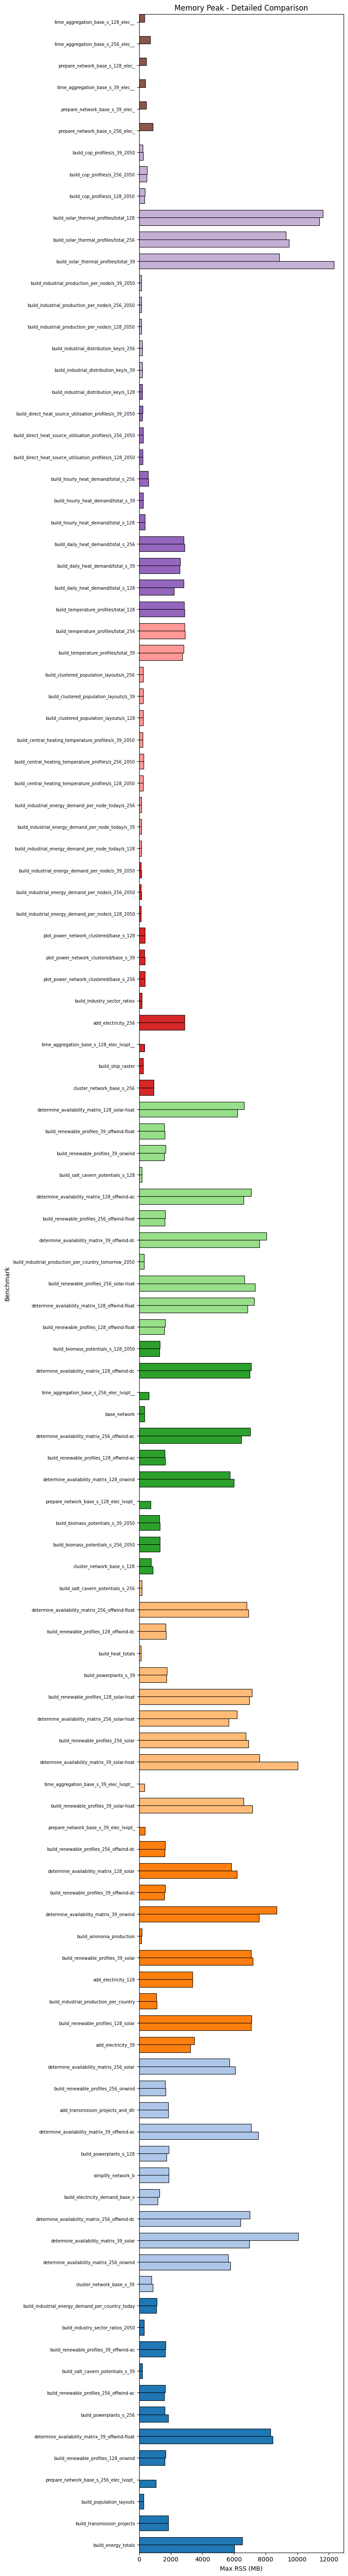 Memory Peak - Detailed Comparison
time_aggregation_base_s_128_elec__
time_aggregation_base_s_256_elec__
prepare_network_base_s_128_elec_
time_aggregation_base_s_39_elec__
prepare_network_base_s_39_elec_
prepare_network_base_s_256_elec_
build_cop_profiles/s_39_2050
build_cop_profiles/s_256_2050
build_cop_profiles/s_128_2050
build_solar_thermal_profiles/total_128
build_solar_thermal_profiles/total_256
build_solar_thermal_profiles/total_39
build_industrial_production_per_node/s_39_2050
build_industrial_production_per_node/s_256_2050
build_industrial_production_per_node/s_128_2050
build_industrial_distribution_key/s_256
build_industrial_distribution_key/s_39
build_industrial_distribution_key/s_128
build_direct_heat_source_utilisation_profiles/s_39_2050
build_direct_heat_source_utilisation_profiles/s_256_2050
build_direct_heat_source_utilisation_profiles/s_128_2050
build_hourly_heat_demand/total_s_256
build_hourly_heat_demand/total_s_39
build_hourly_heat_demand/total_s_128
build_daily_heat_demand/total_s_256
build_daily_heat_demand/total_s_39
build_daily_heat_demand/total_s_128
build_temperature_profiles/total_128
build_temperature_profiles/total_256
build_temperature_profiles/total_39
build_clustered_population_layouts/s_256
build_clustered_population_layouts/s_39
build_clustered_population_layouts/s_128
build_central_heating_temperature_profiles/s_39_2050
build_central_heating_temperature_profiles/s_256_2050
build_central_heating_temperature_profiles/s_128_2050
build_industrial_energy_demand_per_node_today/s_256
build_industrial_energy_demand_per_node_today/s_39
build_industrial_energy_demand_per_node_today/s_128
build_industrial_energy_demand_per_node/s_39_2050
build_industrial_energy_demand_per_node/s_256_2050
build_industrial_energy_demand_per_node/s_128_2050
plot_power_network_clustered/base_s_128
plot_power_network_clustered/base_s_39
plot_power_network_clustered/base_s_256
build_industry_sector_ratios
add_electricity_256
time_aggregation_base_s_128_elec_lvopt__
build_ship_raster
cluster_network_base_s_256
determine_availability_matrix_128_solar-hsat
build_renewable_profiles_39_offwind-float
build_renewable_profiles_39_onwind
build_salt_cavern_potentials_s_128
determine_availability_matrix_128_offwind-ac
build_renewable_profiles_256_offwind-float
determine_availability_matrix_39_offwind-dc
build_industrial_production_per_country_tomorrow_2050
build_renewable_profiles_256_solar-hsat
determine_availability_matrix_128_offwind-float
build_renewable_profiles_128_offwind-float
build_biomass_potentials_s_128_2050
determine_availability_matrix_128_offwind-dc
time_aggregation_base_s_256_elec_lvopt__
base_network
determine_availability_matrix_256_offwind-ac
build_renewable_profiles_128_offwind-ac
determine_availability_matrix_128_onwind
prepare_network_base_s_128_elec_lvopt_
build_biomass_potentials_s_39_2050
build_biomass_potentials_s_256_2050
cluster_network_base_s_128
build_salt_cavern_potentials_s_256
determine_availability_matrix_256_offwind-float
build_renewable_profiles_128_offwind-dc
build_heat_totals
build_powerplants_s_39
build_renewable_profiles_128_solar-hsat
determine_availability_matrix_256_solar-hsat
build_renewable_profiles_256_solar
determine_availability_matrix_39_solar-hsat
time_aggregation_base_s_39_elec_lvopt__
build_renewable_profiles_39_solar-hsat
prepare_network_base_s_39_elec_lvopt_
build_renewable_profiles_256_offwind-dc
determine_availability_matrix_128_solar
build_renewable_profiles_39_offwind-dc
determine_availability_matrix_39_onwind
build_ammonia_production
build_renewable_profiles_39_solar
add_electricity_128
build_industrial_production_per_country
build_renewable_profiles_128_solar
add_electricity_39
determine_availability_matrix_256_solar
build_renewable_profiles_256_onwind
add_transmission_projects_and_dlr
determine_availability_matrix_39_offwind-ac
build_powerplants_s_128
simplify_network_b
build_electricity_demand_base_s
determine_availability_matrix_256_offwind-dc
determine_availability_matrix_39_solar
determine_availability_matrix_256_onwind
cluster_network_base_s_39
build_industrial_energy_demand_per_country_today
build_industry_sector_ratios_2050
build_renewable_profiles_39_offwind-ac
build_salt_cavern_potentials_s_39
build_renewable_profiles_256_offwind-ac
build_powerplants_s_256
determine_availability_matrix_39_offwind-float
build_renewable_profiles_128_onwind
prepare_network_base_s_256_elec_lvopt_
build_population_layouts
build_transmission_projects
build_energy_totals
Benchmark
0 2000 4000 6000 8000 10000 12000
Max RSS (MB)